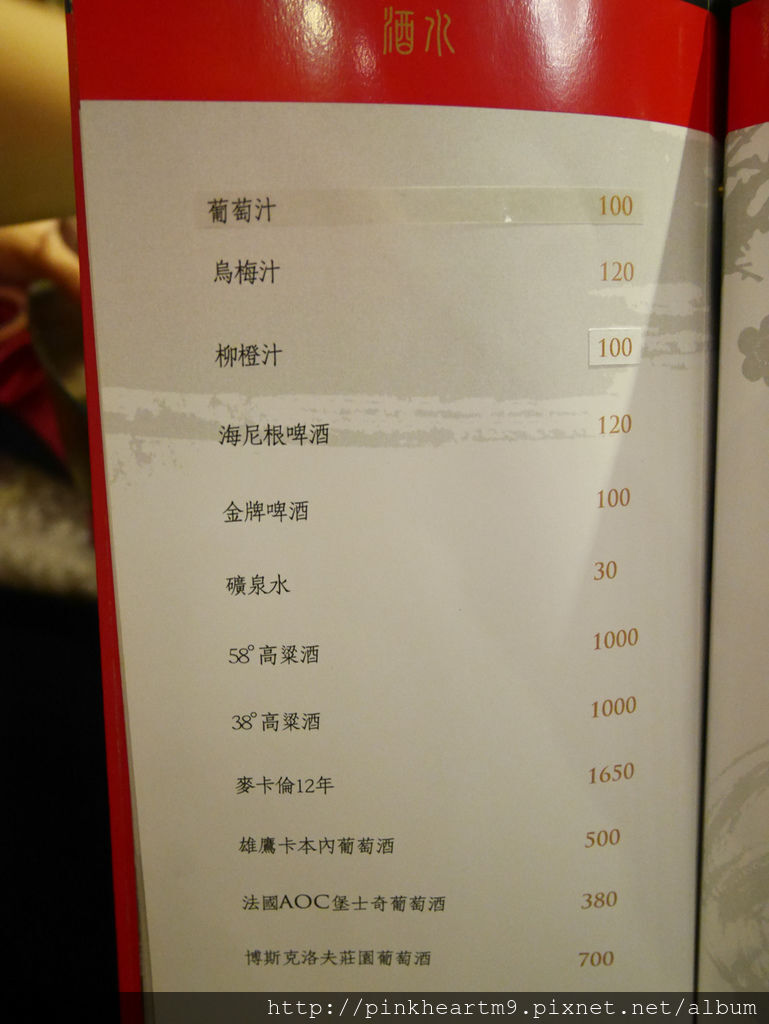 酒水
葡萄汁 100
烏梅汁 120
柳橙汁 100
海尼根啤酒 120
金牌啤酒 100
礦泉水 30
58°高粱酒 1000
38°高粱酒 1000
麥卡倫12年 1650
雄鷹卡本內葡萄酒 500
法國AOC堡士奇葡萄酒 380
博斯克洛夫莊園葡萄酒 700
http://pinkheartm9.pixnet.net/album